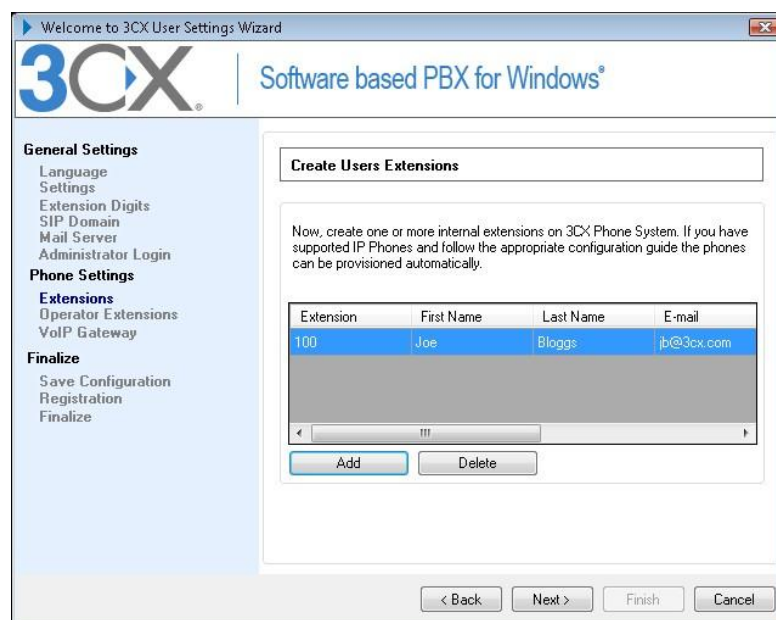 Welcome to 3CX User Settings Wizard
3CX®
Software based PBX for Windows®
General Settings
Language
Settings
Extension Digits
SIP Domain
Mail Server
Administrator Login
Phone Settings
Extensions
Operator Extensions
VoIP Gateway
Finalize
Save Configuration
Registration
Finalize
Create Users Extensions
Now, create one or more internal extensions on 3CX Phone System. If you have
supported IP Phones and follow the appropriate configuration guide the phones
can be provisioned automatically.
Extension First Name Last Name E-mail
100 Joe Bloggs jb@3cx.com
Add Delete
< Back Next > Finish Cancel